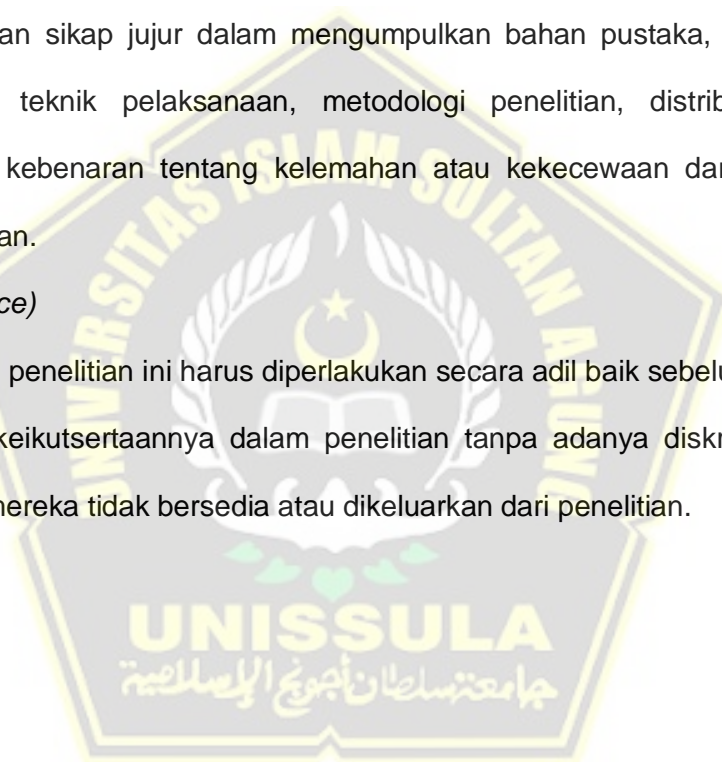 an sikap jujur dalam mengumpulkan bahan pustaka,
teknik pelaksanaan, metodologi penelitian, distrib
kebenaran tentang kelemahan atau kekecewaan dar
an.
ce)
penelitian ini harus diperlakukan secara adil baik sebelu
keikutsertaannya dalam penelitian tanpa adanya diskr
mereka tidak bersedia atau dikeluarkan dari penelitian.
UNIVERSITAS ISLAM SULTAN AGUNG
UNISSULA
جامعة سلطان أجونج الإسلامية